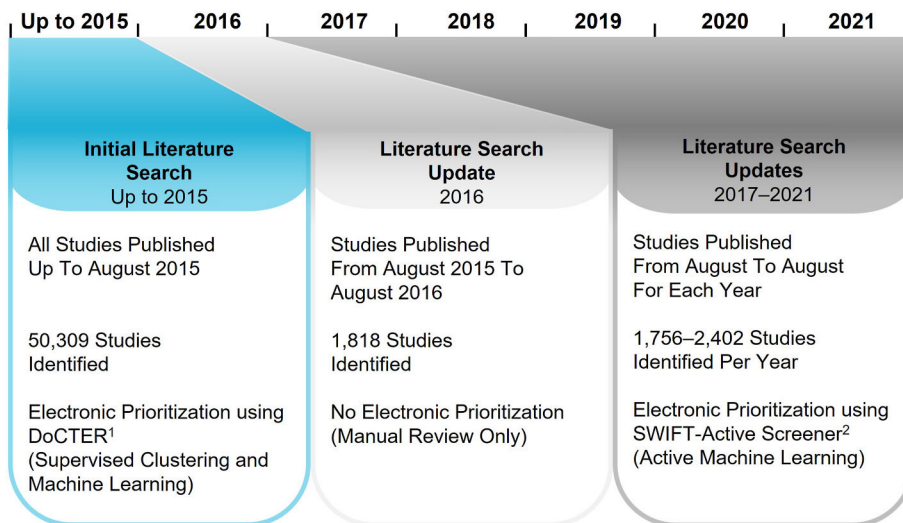 Up to 2015 2016 2017 2018 2019 2020 2021
Initial Literature
Search
Up to 2015
All Studies Published
Up To August 2015
50,309 Studies
Identified
Electronic Prioritization using
DoCTER¹
(Supervised Clustering and
Machine Learning)
Literature Search
Update
2016
Studies Published
From August 2015 To
August 2016
1,818 Studies
Identified
No Electronic Prioritization
(Manual Review Only)
Literature Search
Updates
2017–2021
Studies Published
From August To August
For Each Year
1,756–2,402 Studies
Identified Per Year
Electronic Prioritization using
SWIFT-Active Screener²
(Active Machine Learning)